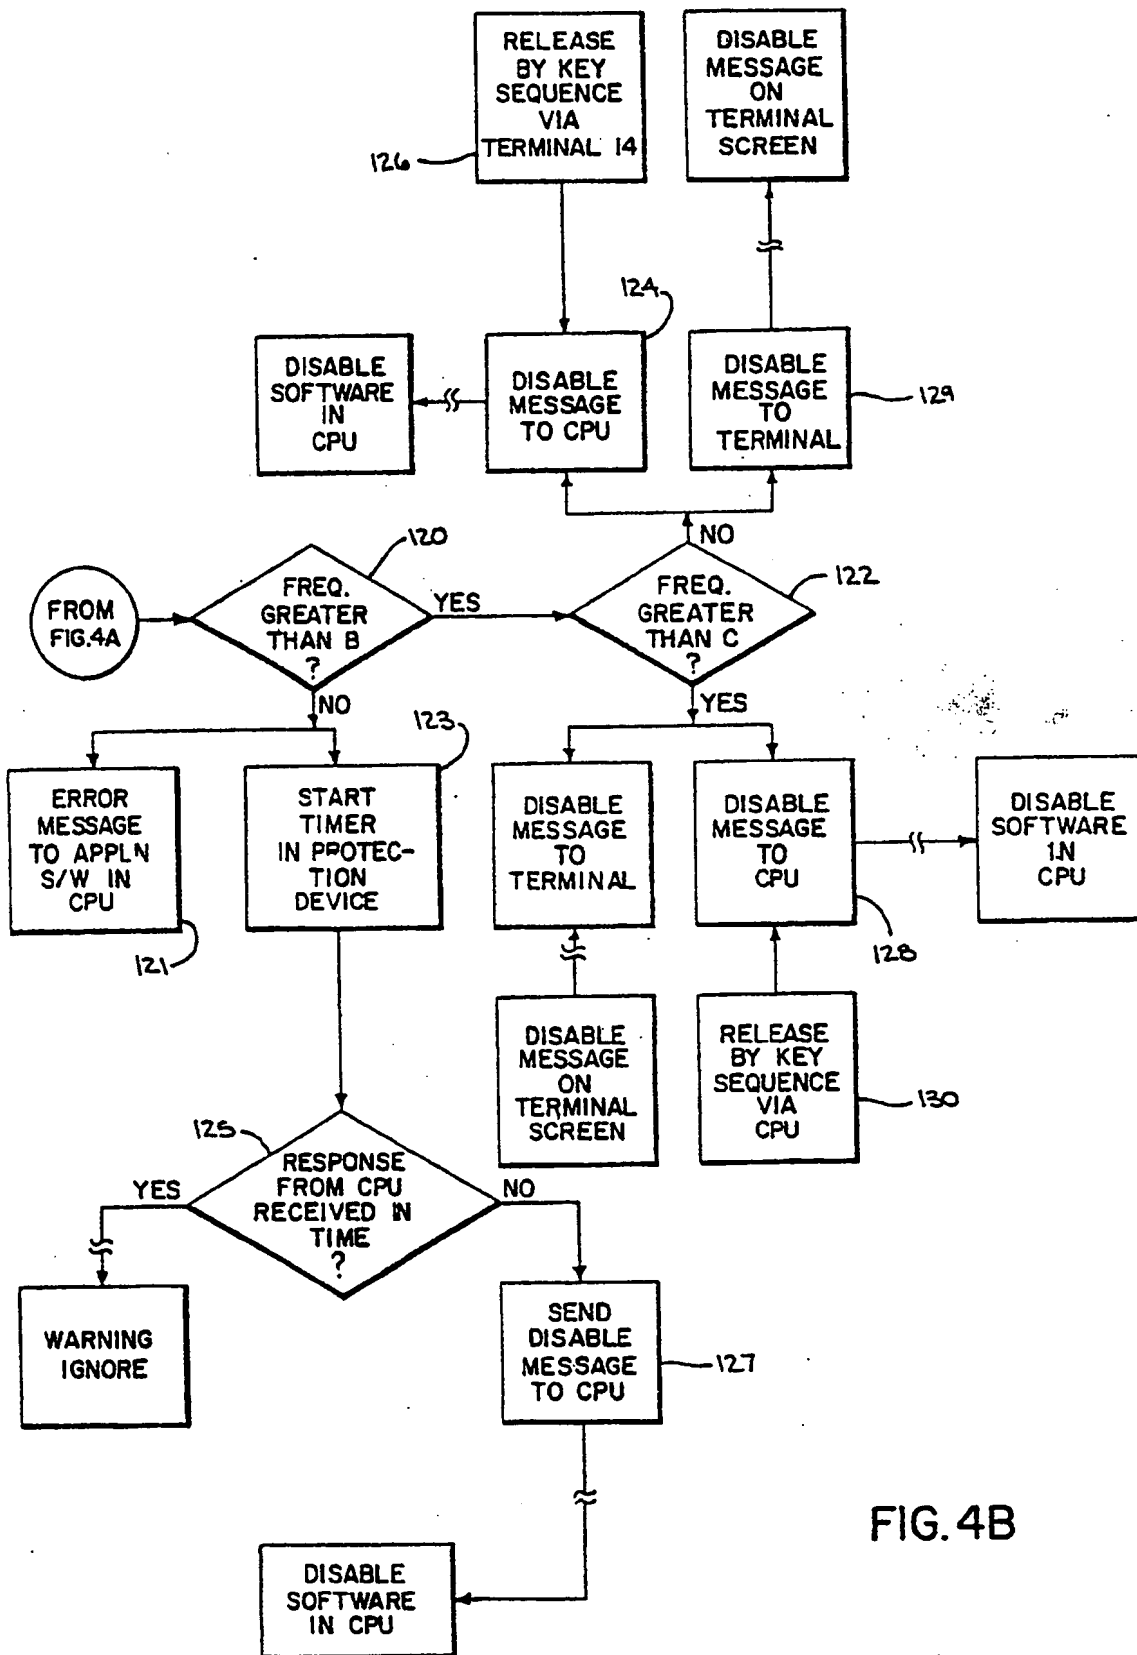 RELEASE
BY KEY
SEQUENCE
VIA
TERMINAL 14
126
DISABLE
MESSAGE
ON
TERMINAL
SCREEN
124
DISABLE
SOFTWARE
IN
CPU
DISABLE
MESSAGE
TO CPU
DISABLE
MESSAGE
TO
TERMINAL
129
NO
120
122
FROM
FIG.4A
FREQ.
GREATER
THAN B
?
YES
FREQ.
GREATER
THAN C
?
NO
YES
123
ERROR
MESSAGE
TO APPLN
S/W IN
CPU
121
START
TIMER
IN PROTEC-
TION
DEVICE
DISABLE
MESSAGE
TO
TERMINAL
DISABLE
MESSAGE
TO
CPU
128
DISABLE
SOFTWARE
IN
CPU
DISABLE
MESSAGE
ON
TERMINAL
SCREEN
RELEASE
BY KEY
SEQUENCE
VIA
CPU
130
125
RESPONSE
FROM CPU
RECEIVED IN
TIME
?
YES
NO
WARNING
IGNORE
SEND
DISABLE
MESSAGE
TO CPU
127
DISABLE
SOFTWARE
IN CPU
FIG. 4B